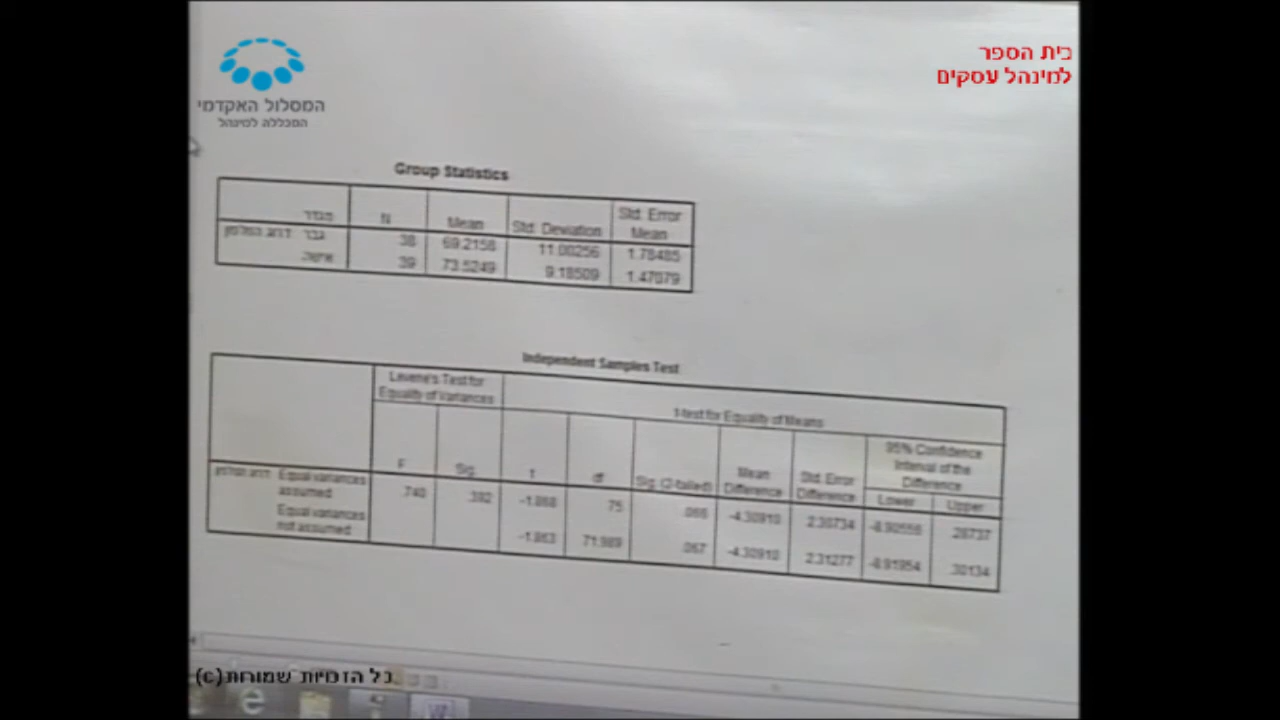 בית הספר
למינהל עסקים
המסלול האקדמי
המכללה למינהל
Group Statistics
מגדר N Mean Std. Deviation Std. Error Mean
דרוג המלמון גבר 38 69.2158 11.00256 1.78485
אישה 39 73.5249 9.18509 1.47079
Independent Samples Test
Levene's Test for Equality of Variances
t-test for Equality of Means
F Sig. t df Sig. (2-tailed) Mean Difference Std. Error Difference 95% Confidence Interval of the Difference
Lower Upper
Equal variances assumed .740 .392 -1.868 75 .066 -4.30910 2.30734 -8.90556 .28737
Equal variances not assumed -1.863 71.989 .067 -4.30910 2.31277 -8.91954 .30134
כל הזכויות שמורות(c)